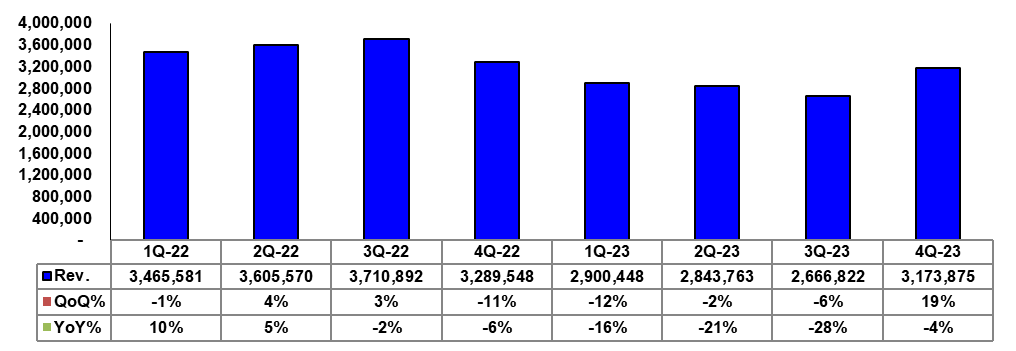 4,000,000
3,600,000
3,200,000
2,800,000
2,400,000
2,000,000
1,600,000
1,200,000
800,000
400,000
-
1Q-22 2Q-22 3Q-22 4Q-22 1Q-23 2Q-23 3Q-23 4Q-23
Rev. 3,465,581 3,605,570 3,710,892 3,289,548 2,900,448 2,843,763 2,666,822 3,173,875
QoQ% -1% 4% 3% -11% -12% -2% -6% 19%
YoY% 10% 5% -2% -6% -16% -21% -28% -4%